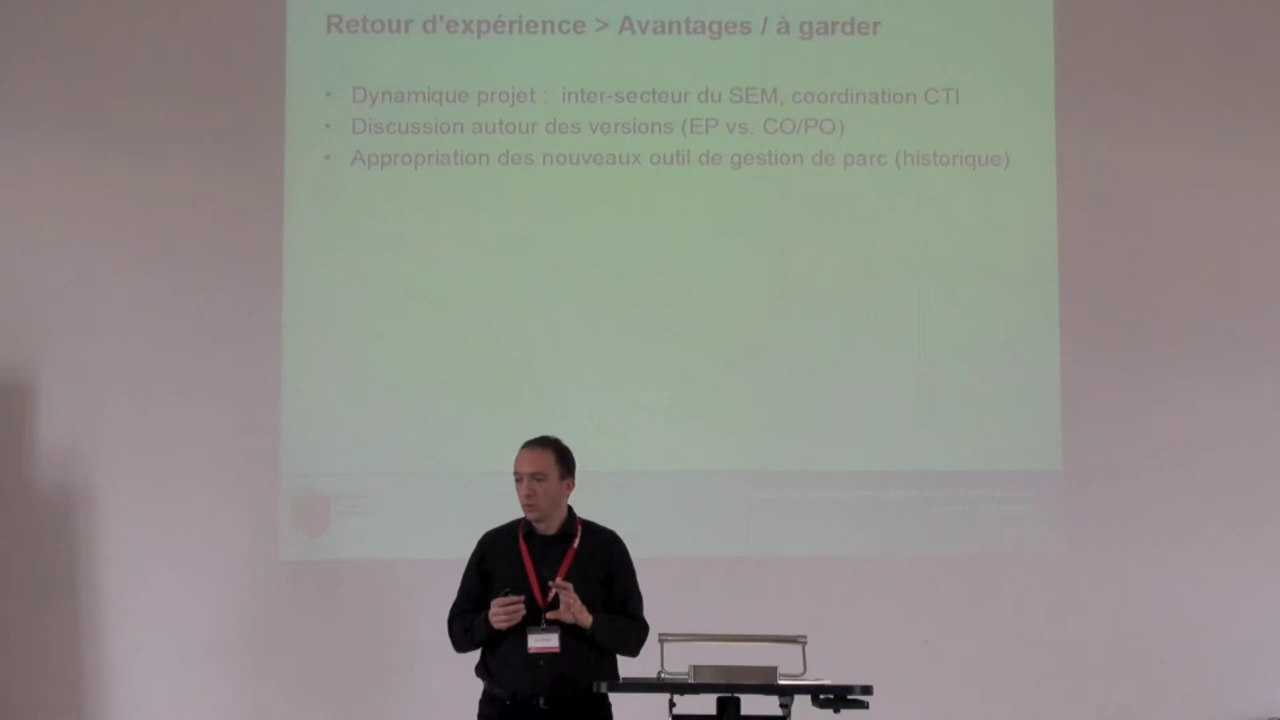 Retour d'expérience > Avantages / à garder
• Dynamique projet : inter-secteur du SEM, coordination CTI
• Discussion autour des versions (EP vs. CO/PO)
• Appropriation des nouveaux outil de gestion de parc (historique)